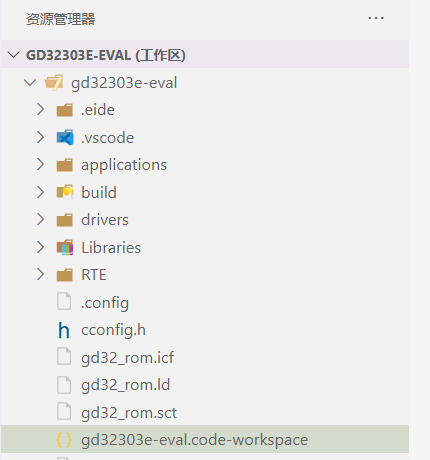 资源管理器 ···
GD32303E-EVAL (工作区)
gd32303e-eval
.eide
.vscode
applications
build
drivers
Libraries
RTE
.config
h cconfig.h
gd32_rom.icf
gd32_rom.ld
gd32_rom.sct
{} gd32303e-eval.code-workspace